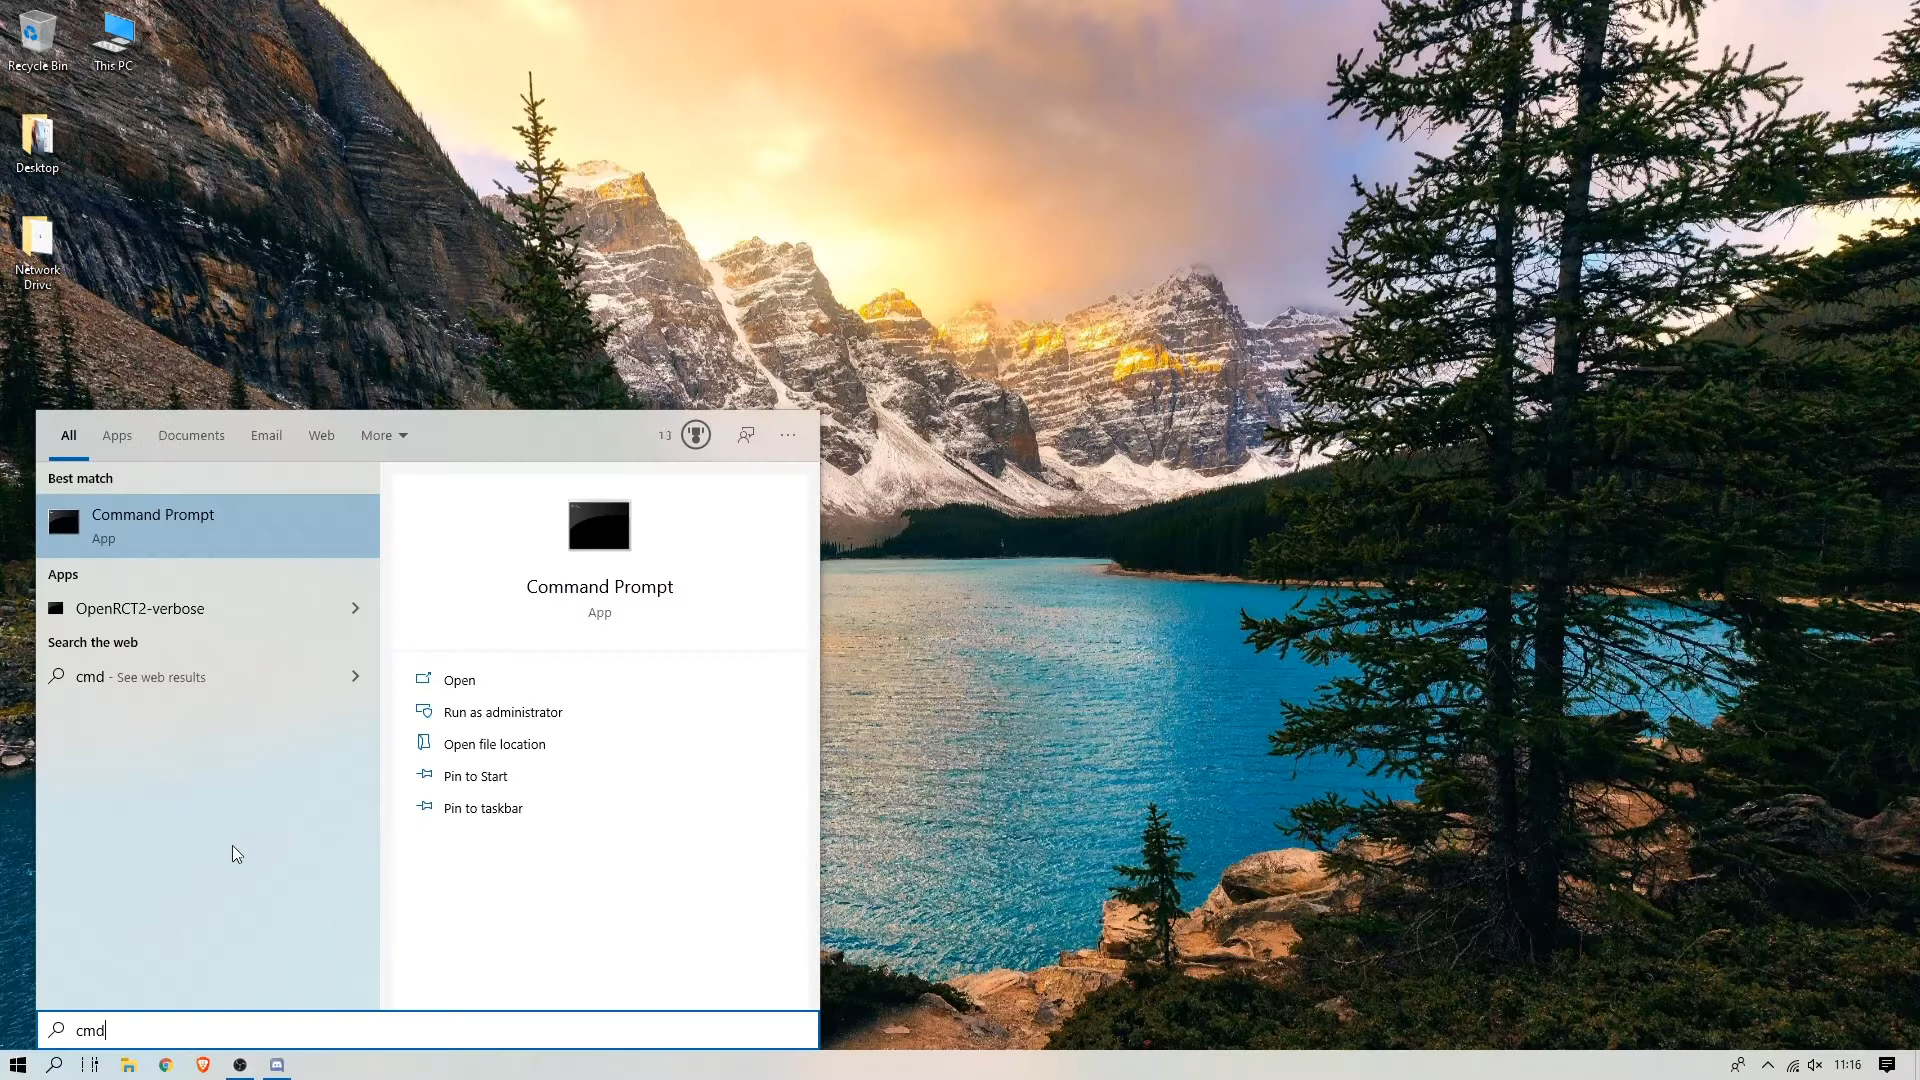 Recycle Bin
This PC
Desktop
Network
Drive
All
Apps
Documents
Email
Web
More
13
Best match
Command Prompt
App
Apps
OpenRCT2-verbose
Search the web
cmd - See web results
Command Prompt
App
Open
Run as administrator
Open file location
Pin to Start
Pin to taskbar
cmd
11:16